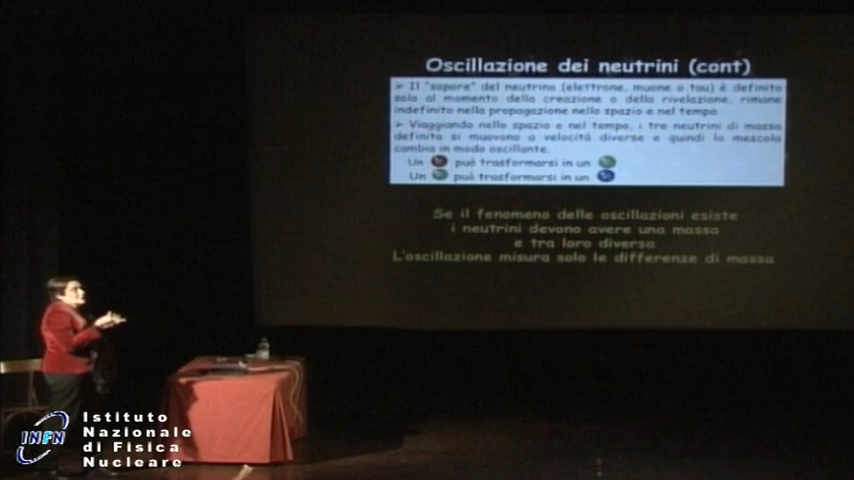 Oscillazione dei neutrini (cont)
➢ Il "sapore" del neutrino (elettrone, muone o tau) è definito
solo al momento della creazione o della rivelazione, rimane
indefinito nella propagazione nello spazio e nel tempo
➢ Viaggiando nello spazio e nel tempo, i tre neutrini di massa
definita si muovono a velocità diverse e quindi la mescola
cambia in modo oscillante.
Un può trasformarsi in un
Un può trasformarsi in un
Se il fenomeno delle oscillazioni esiste
i neutrini devono avere una massa
e tra loro diversa
L'oscillazione misura solo le differenze di massa
INFN
Istituto
Nazionale
di Fisica
Nucleare